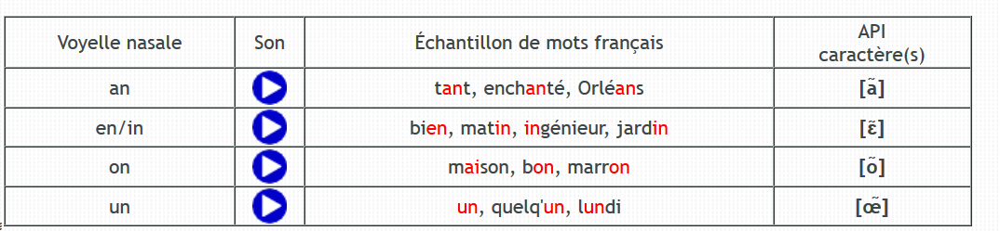 Voyelle nasale Son Échantillon de mots français API caractère(s)
an tant, enchanté, Orléans [ã]
en/in bien, matin, ingénieur, jardin [ɛ̃]
on maison, bon, marron [õ]
un un, quelq'un, lundi [œ̃]